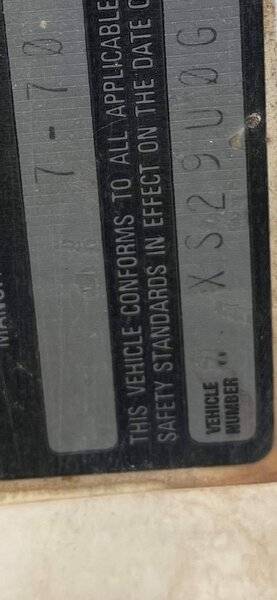 7-70
THIS VEHICLE CONFORMS TO ALL APPLICABLE
SAFETY STANDARDS IN EFFECT ON THE DATE O
VEHICLE
NUMBER
XS29U0G